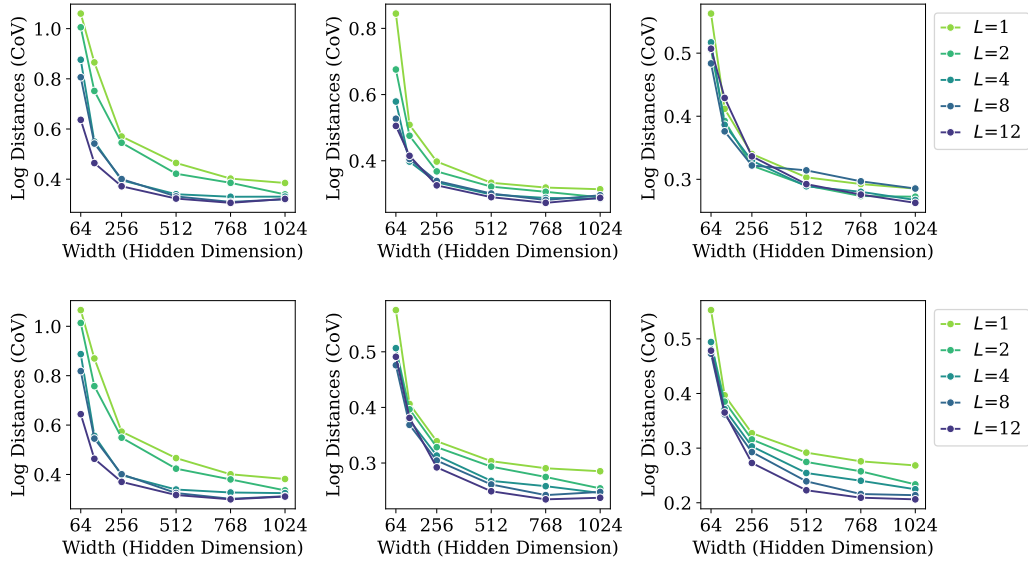 Log Distances (CoV)
1.0
0.8
0.6
0.4
64 256 512 768 1024
Width (Hidden Dimension)
Log Distances (CoV)
0.8
0.6
0.4
64 256 512 768 1024
Width (Hidden Dimension)
Log Distances (CoV)
0.5
0.4
0.3
64 256 512 768 1024
Width (Hidden Dimension)
L=1
L=2
L=4
L=8
L=12
Log Distances (CoV)
1.0
0.8
0.6
0.4
64 256 512 768 1024
Width (Hidden Dimension)
Log Distances (CoV)
0.5
0.4
0.3
64 256 512 768 1024
Width (Hidden Dimension)
Log Distances (CoV)
0.5
0.4
0.3
0.2
64 256 512 768 1024
Width (Hidden Dimension)
L=1
L=2
L=4
L=8
L=12